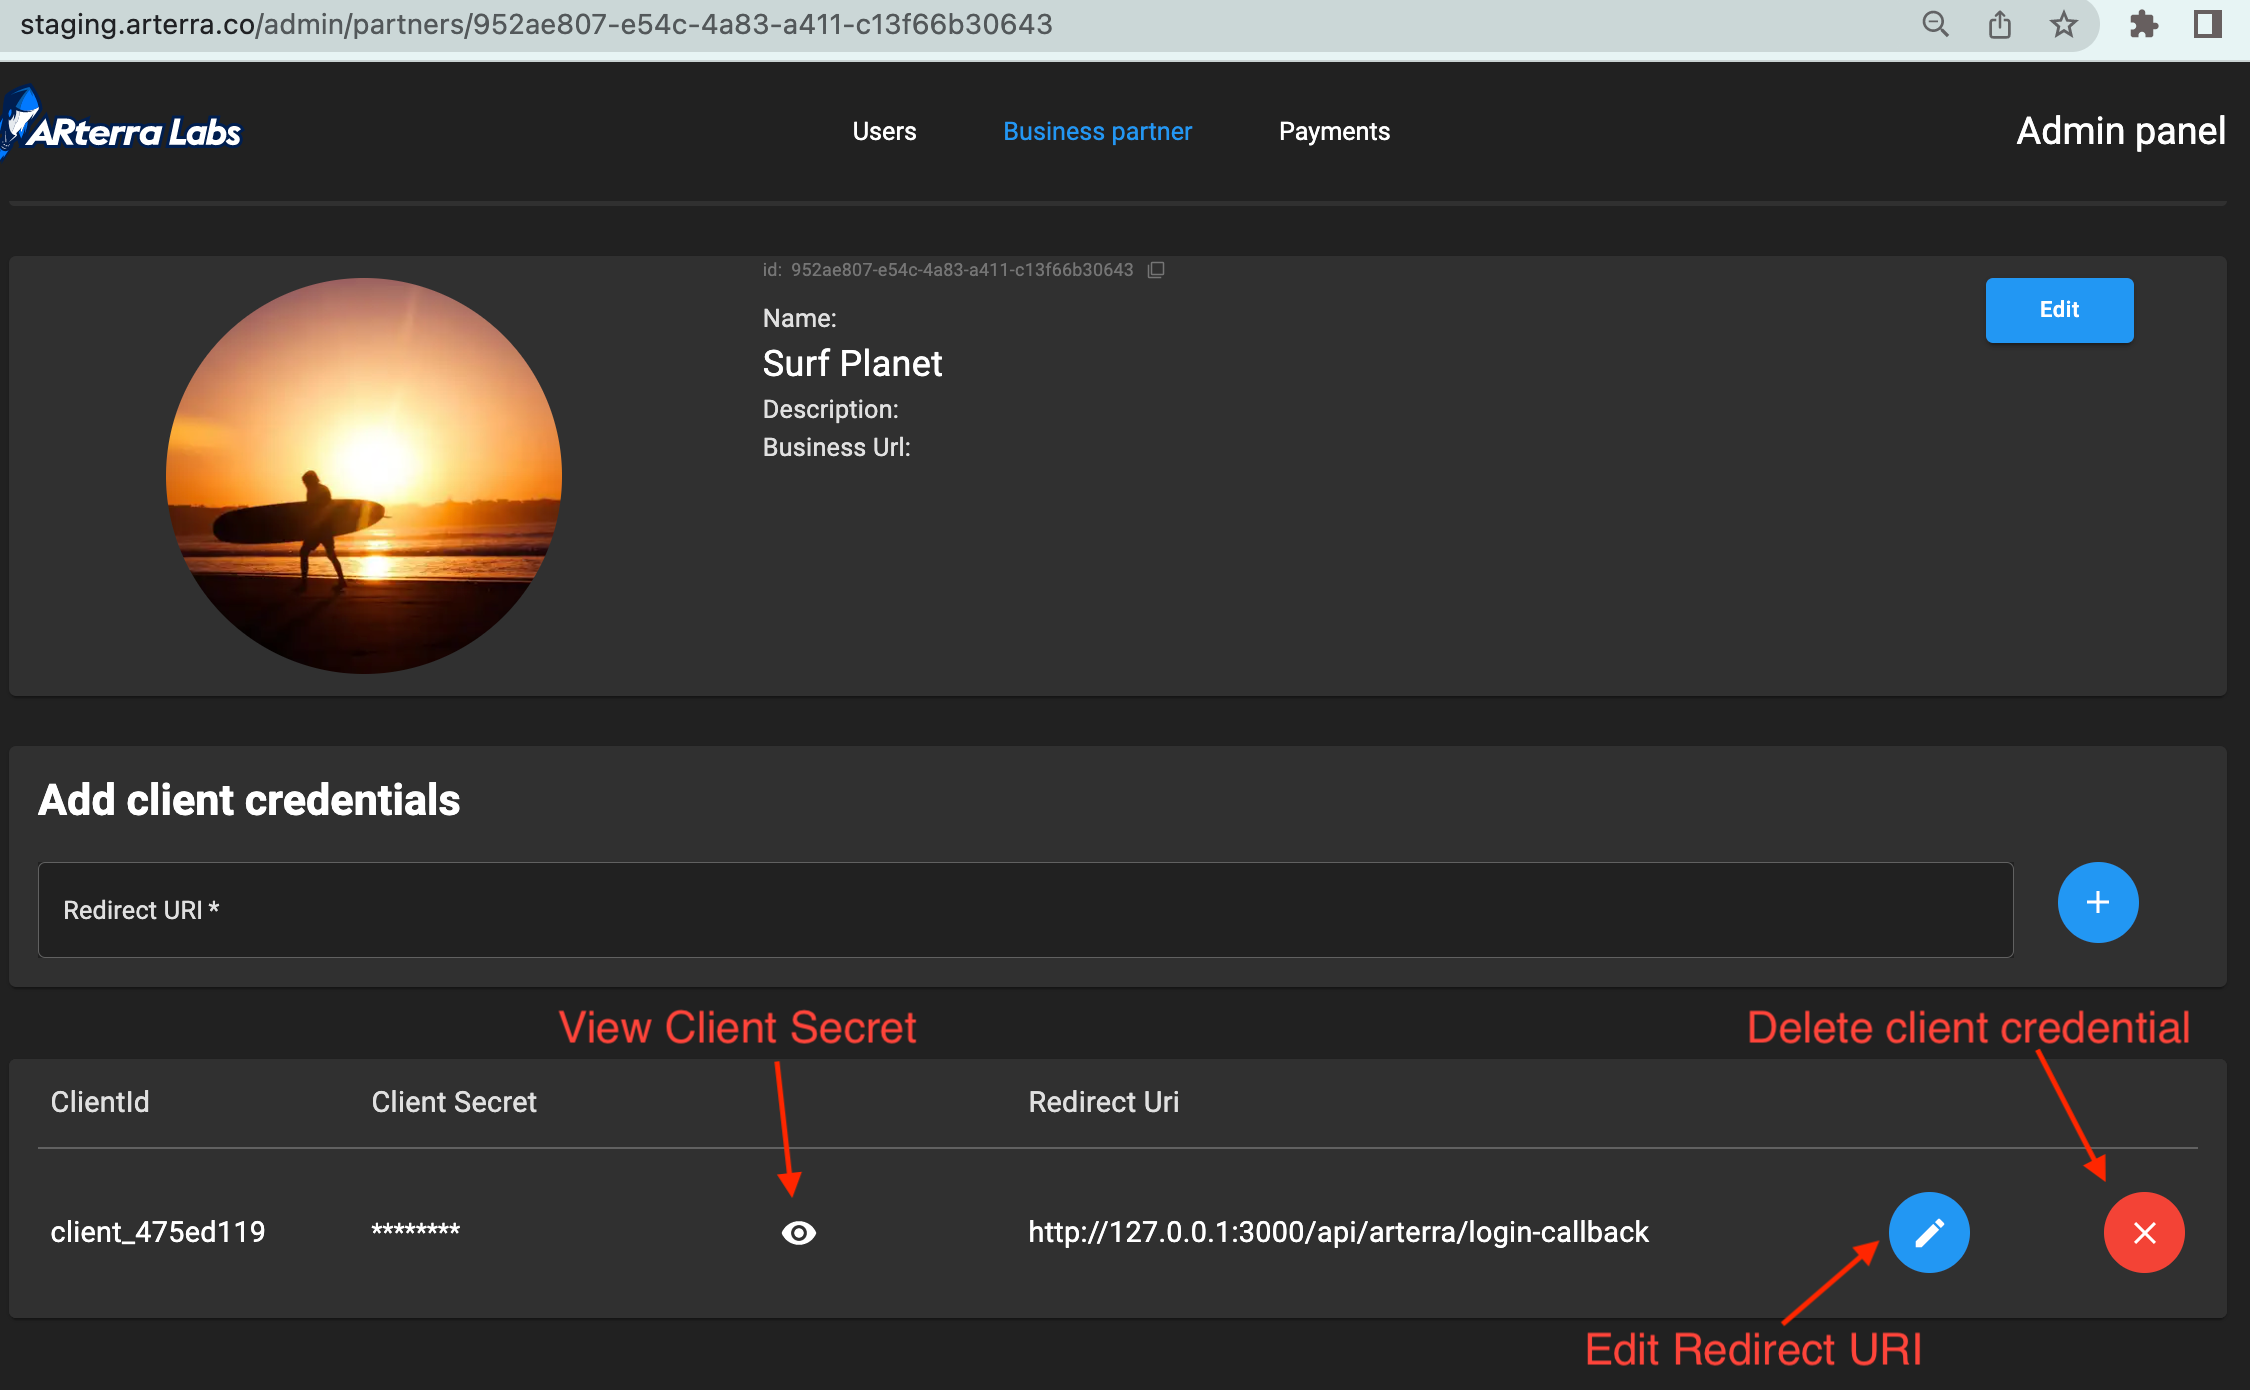 staging.arterra.co/admin/partners/952ae807-e54c-4a83-a411-c13f66b30643
ARterra Labs
Users
Business partner
Payments
Admin panel
id: 952ae807-e54c-4a83-a411-c13f66b30643
Edit
Name:
Surf Planet
Description:
Business Url:
Add client credentials
Redirect URI *
View Client Secret
Delete client credential
ClientId
Client Secret
Redirect Uri
client_475ed119
********
http://127.0.0.1:3000/api/arterra/login-callback
Edit Redirect URI